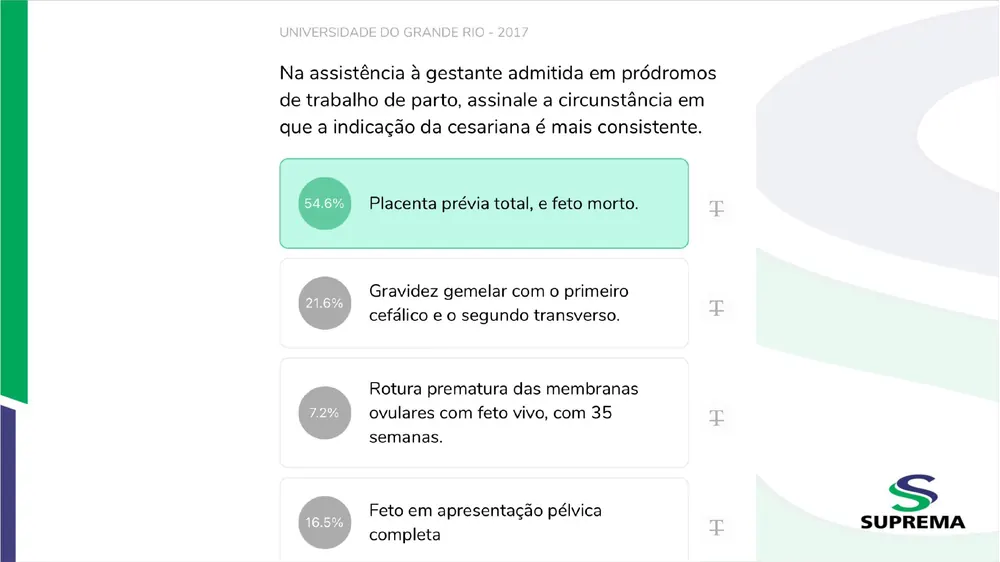 UNIVERSIDADE DO GRANDE RIO - 2017
Na assistência à gestante admitida em pródromos
de trabalho de parto, assinale a circunstância em
que a indicação da cesariana é mais consistente.
54.6%
Placenta prévia total, e feto morto.
21.6%
Gravidez gemelar com o primeiro
cefálico e o segundo transverso.
7.2%
Rotura prematura das membranas
ovulares com feto vivo, com 35
semanas.
16.5%
Feto em apresentação pélvica
completa
SUPREMA